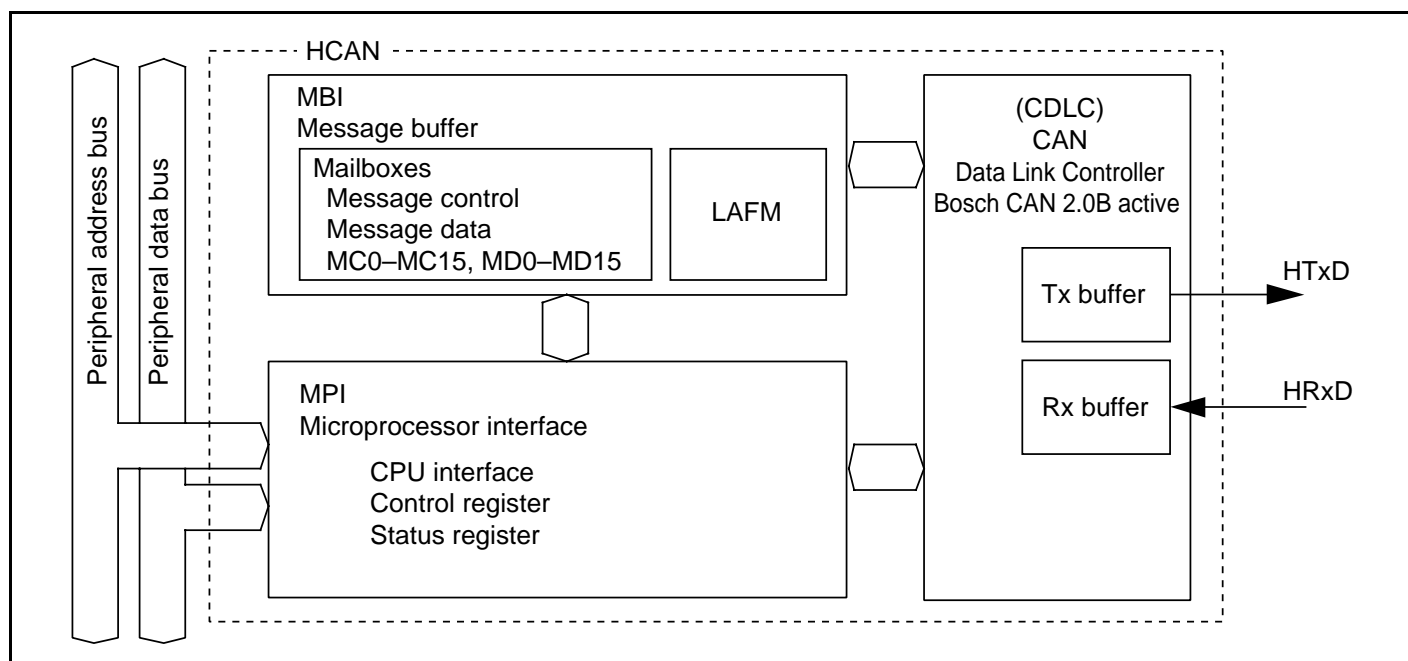 HCAN
Peripheral address bus
Peripheral data bus
MBI
Message buffer
Mailboxes
Message control
Message data
MC0–MC15, MD0–MD15
LAFM
(CDLC)
CAN
Data Link Controller
Bosch CAN 2.0B active
Tx buffer
HTxD
Rx buffer
HRxD
MPI
Microprocessor interface
CPU interface
Control register
Status register